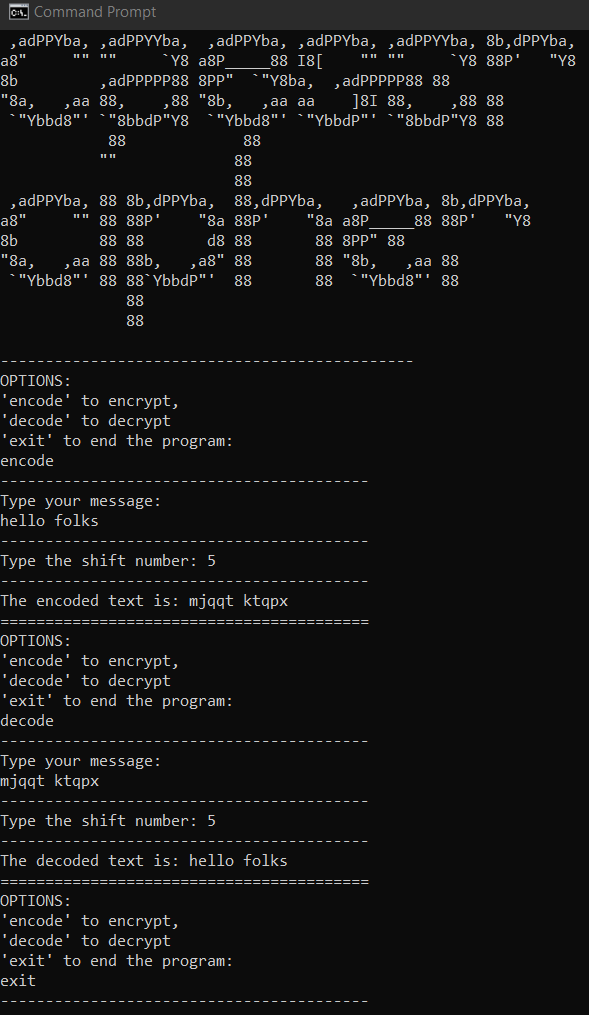 Command Prompt
 ,adPPYba, ,adPPYYba,  ,adPPYba, ,adPPYba, ,adPPYYba, 8b,dPPYba,
a8"     "" ""     `Y8 a8P_____88 I8[    "" ""     `Y8 88P'   "Y8
8b         ,adPPPPP88 8PP"  `"Y8ba,  ,adPPPPP88 88
"8a,   ,aa 88,    ,88 "8b,   ,aa aa    ]8I 88,    ,88 88
 `"Ybbd8"' `"8bbdP"Y8  `"Ybbd8"' `"YbbdP"' `"8bbdP"Y8 88
            88             88
           ""             88
                          88
 ,adPPYba, 88 8b,dPPYba,  88,dPPYba,   ,adPPYba, 8b,dPPYba,
a8"     "" 88 88P'    "8a 88P'    "8a a8P_____88 88P'   "Y8
8b         88 88       d8 88       88 8PP" 88
"8a,   ,aa 88 88b,   ,a8" 88       88 "8b,   ,aa 88
 `"Ybbd8"' 88 88`YbbdP"'  88       88  `"Ybbd8"' 88
              88
              88
----------------------------------------------
OPTIONS:
'encode' to encrypt,
'decode' to decrypt
'exit' to end the program:
encode
-----------------------------------------
Type your message:
hello folks
-----------------------------------------
Type the shift number: 5
-----------------------------------------
The encoded text is: mjqqt ktqpx
=========================================
OPTIONS:
'encode' to encrypt,
'decode' to decrypt
'exit' to end the program:
decode
-----------------------------------------
Type your message:
mjqqt ktqpx
-----------------------------------------
Type the shift number: 5
-----------------------------------------
The decoded text is: hello folks
=========================================
OPTIONS:
'encode' to encrypt,
'decode' to decrypt
'exit' to end the program:
exit
-----------------------------------------